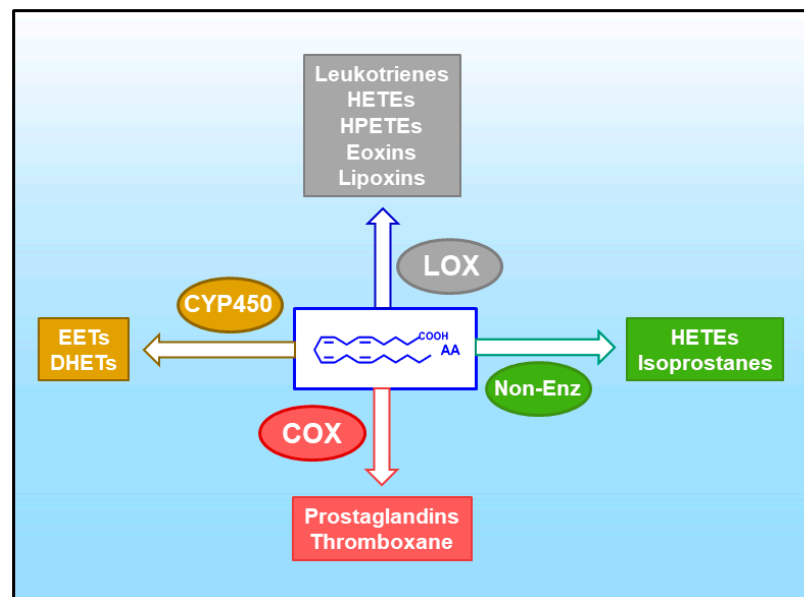 Leukotrienes
HETEs
HPETEs
Eoxins
Lipoxins
LOX
CYP450
EETs
DHETs
COOH
AA
HETEs
Isoprostanes
Non-Enz
COX
Prostaglandins
Thromboxane